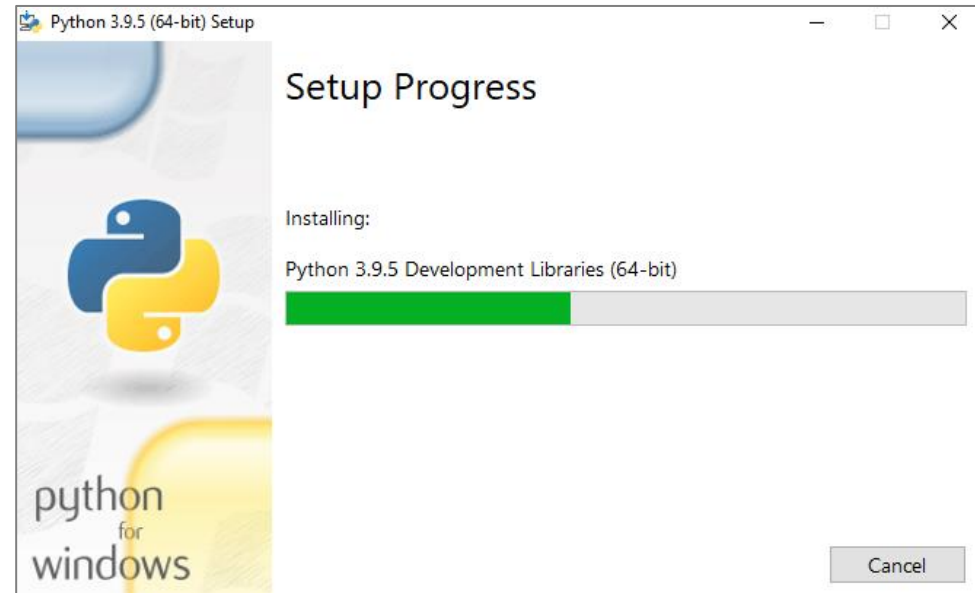 Python 3.9.5 (64-bit) Setup
Setup Progress
Installing:
Python 3.9.5 Development Libraries (64-bit)
python
for
windows
Cancel